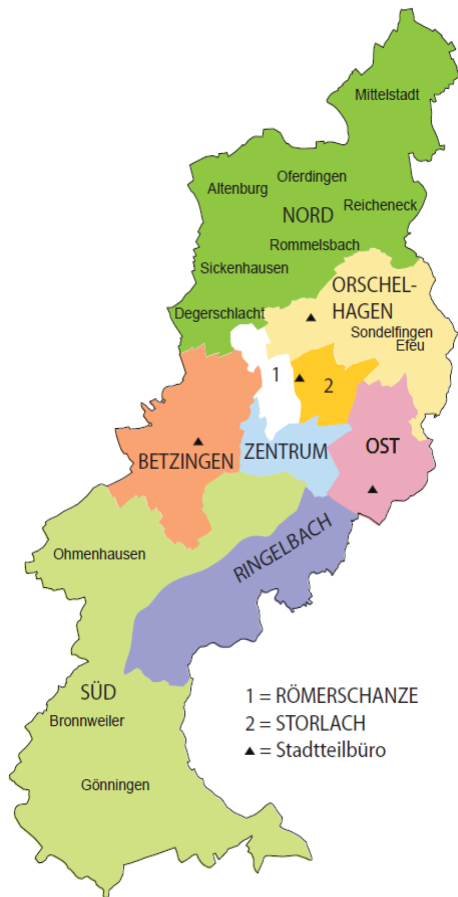 Mittelstadt
Oferdingen
Altenburg
Reicheneck
NORD
Rommelsbach
Sickenhausen
ORSCHEL-
HAGEN
Degerschlacht
Sondelfingen
Efeu
1
2
OST
ZENTRUM
BETZINGEN
Ohmenhausen
RINGELBACH
SÜD
Bronnweiler
Gönningen
1 = RÖMERSCHANZE
2 = STORLACH
▲ = Stadtteilbüro